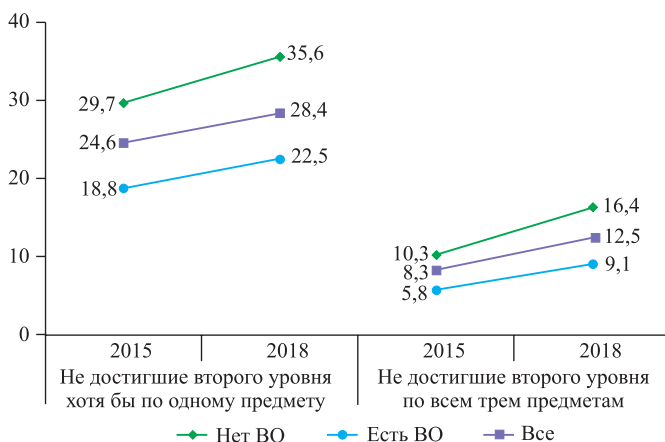 40
35,6
30
29,7
28,4
24,6
22,5
20
18,8
16,4
12,5
10
10,3
9,1
8,3
5,8
0
2015 2018 2015 2018
Не достигшие второго уровня
хотя бы по одному предмету
Не достигшие второго уровня
по всем трем предметам
Нет ВО Есть ВО Все